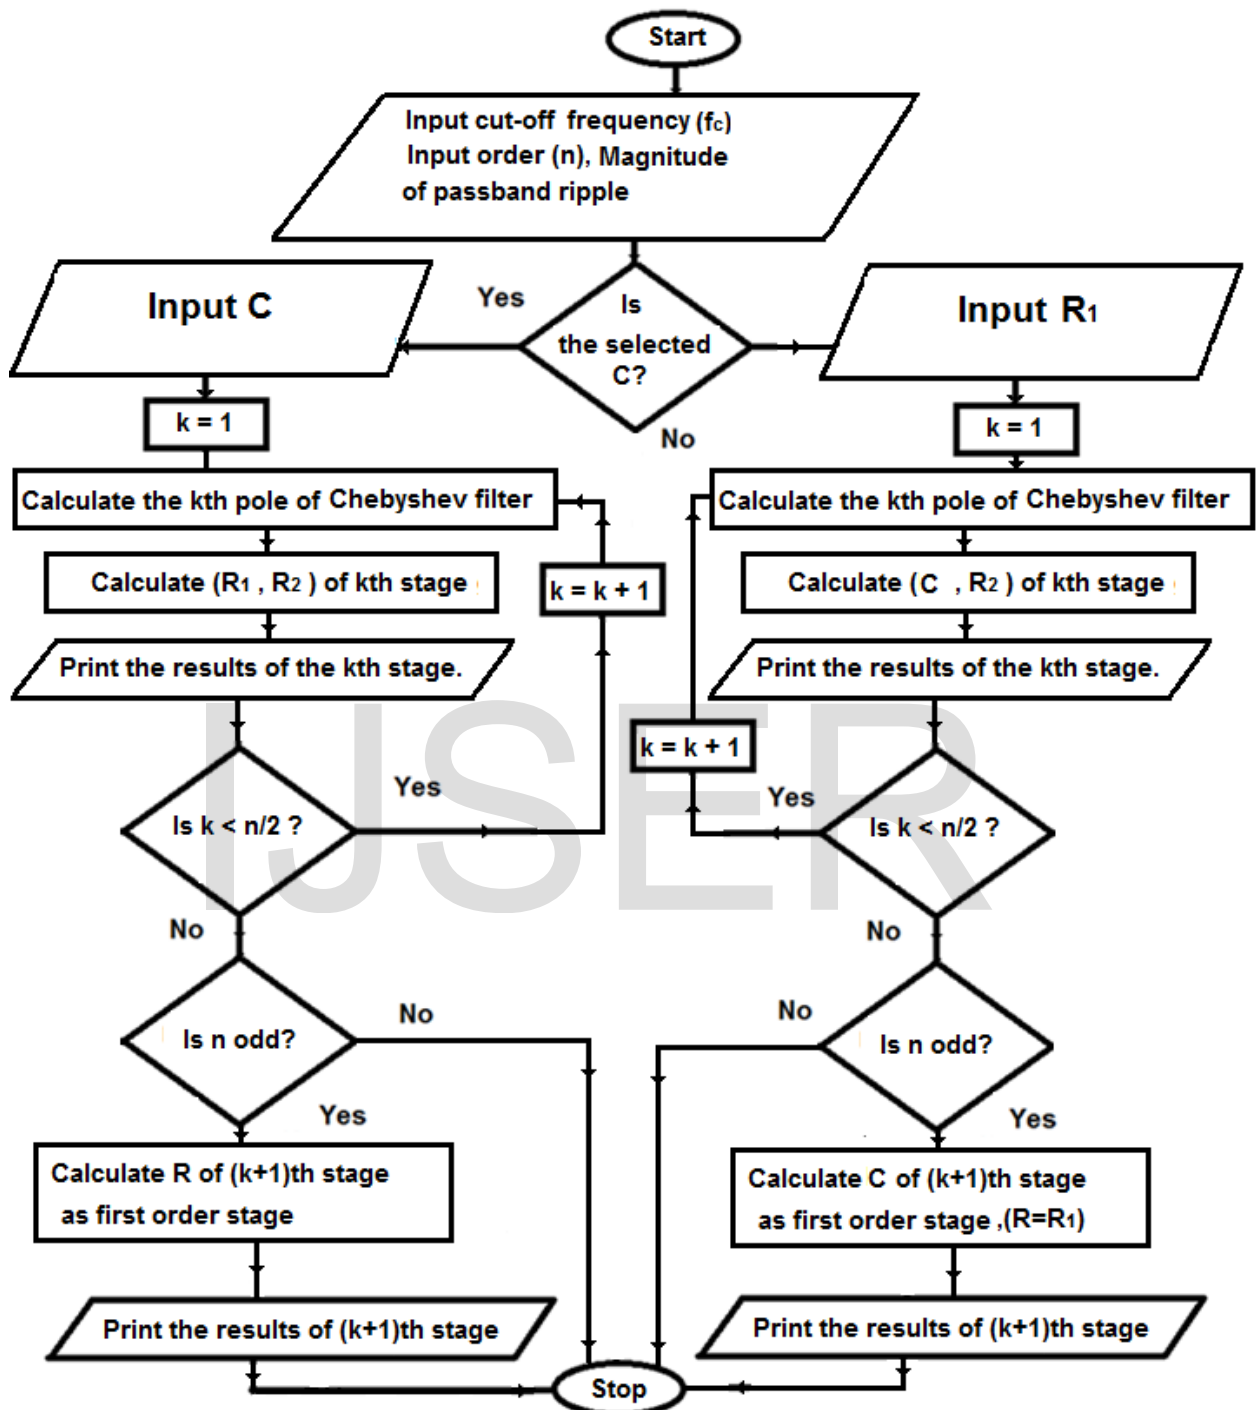 Start
Input cut-off frequency (fc)
Input order (n), Magnitude
of passband ripple
Input C
Yes
Is
the selected
C?
No
Input R1
k = 1
k = 1
Calculate the kth pole of Chebyshev filter
Calculate (R1 , R2 ) of kth stage
k = k + 1
Print the results of the kth stage.
Calculate the kth pole of Chebyshev filter
Calculate (C , R2 ) of kth stage
Print the results of the kth stage.
k = k + 1
IJSER
Is k < n/2 ?
Yes
No
Yes
Is k < n/2 ?
No
Is n odd?
No
Yes
No
Is n odd?
Yes
Calculate R of (k+1)th stage
as first order stage
Calculate C of (k+1)th stage
as first order stage ,(R=R1)
Print the results of (k+1)th stage
Print the results of (k+1)th stage
Stop